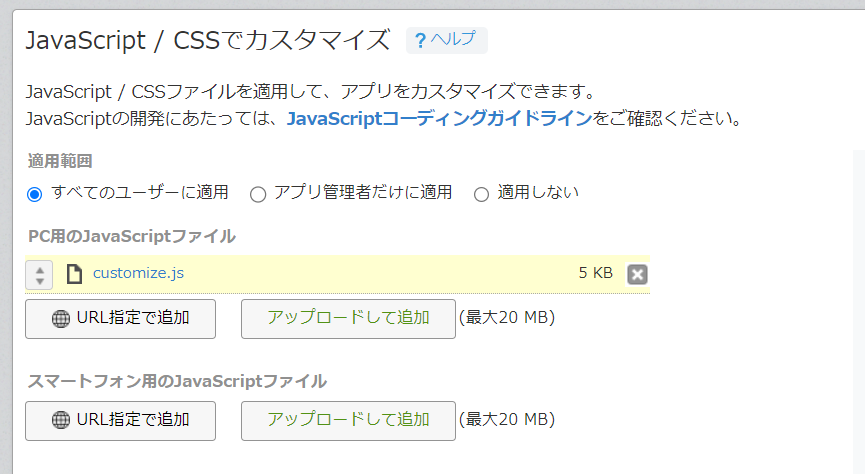 JavaScript / CSSでカスタマイズ ?ヘルプ
JavaScript / CSSファイルを適用して、アプリをカスタマイズできます。
JavaScriptの開発にあたっては、JavaScriptコーディングガイドラインをご確認ください。
適用範囲
すべてのユーザーに適用 アプリ管理者だけに適用 適用しない
PC用のJavaScriptファイル
customize.js 5 KB
URL指定で追加 アップロードして追加 (最大20 MB)
スマートフォン用のJavaScriptファイル
URL指定で追加 アップロードして追加 (最大20 MB)